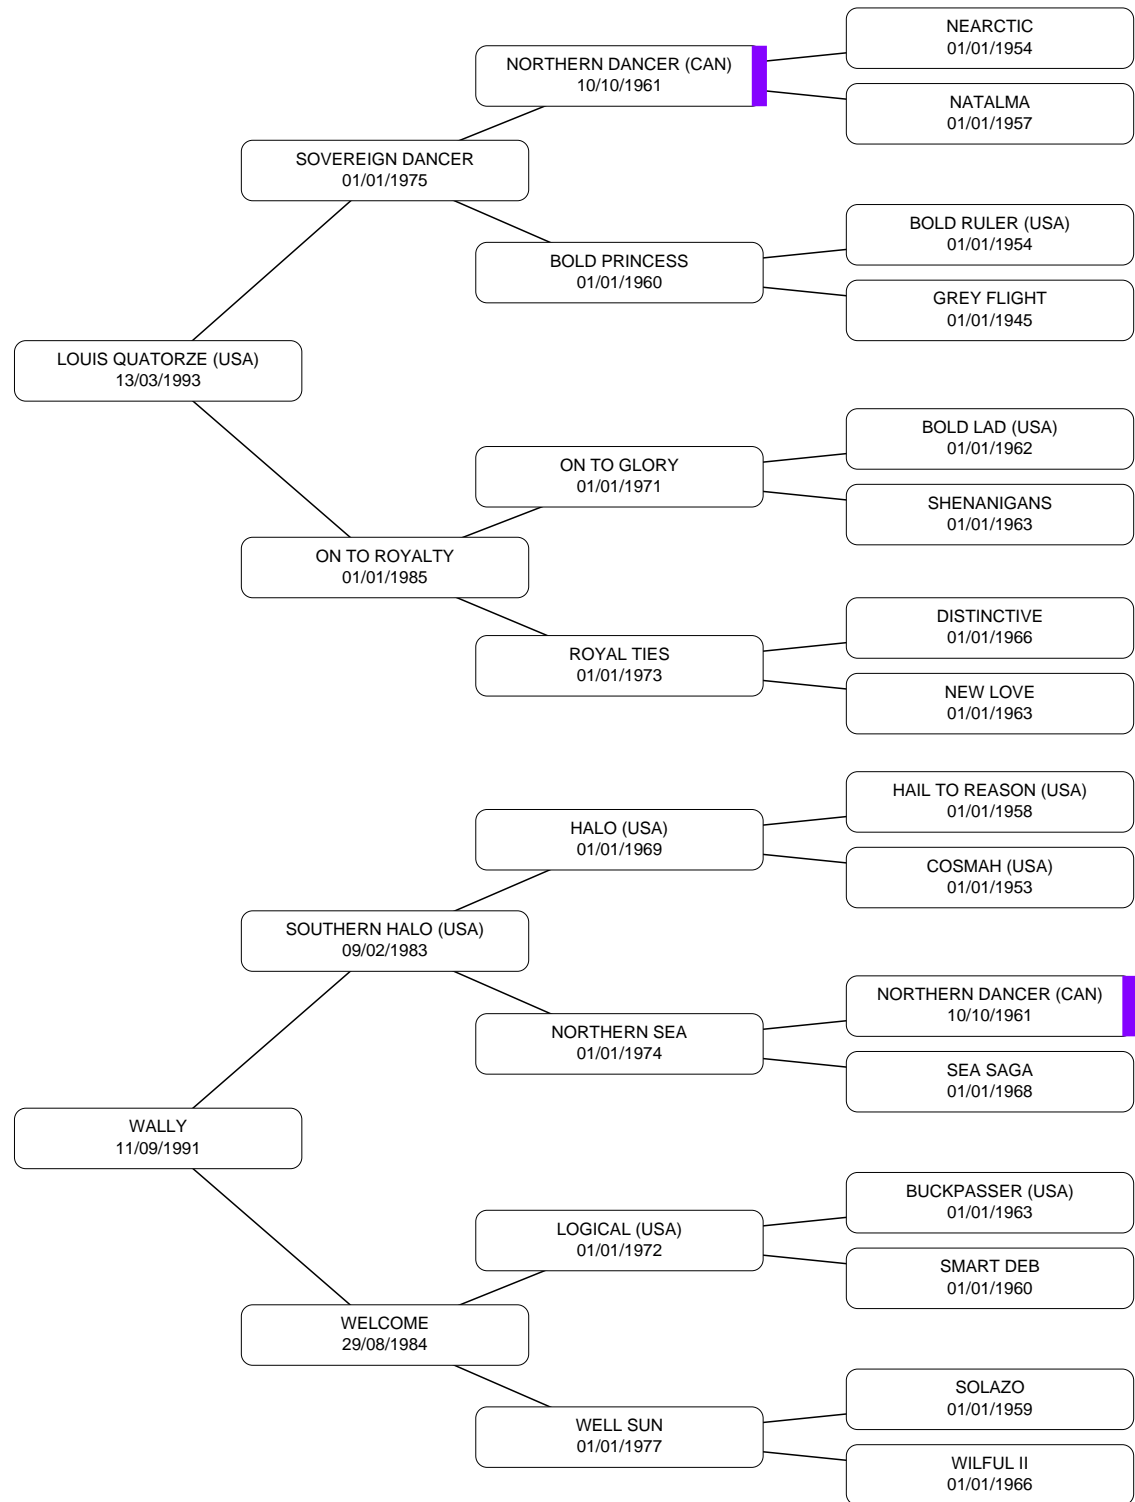 NEARCTIC
01/01/1954
NORTHERN DANCER (CAN)
10/10/1961
NATALMA
01/01/1957
SOVEREIGN DANCER
01/01/1975
BOLD RULER (USA)
01/01/1954
BOLD PRINCESS
01/01/1960
GREY FLIGHT
01/01/1945
LOUIS QUATORZE (USA)
13/03/1993
BOLD LAD (USA)
01/01/1962
ON TO GLORY
01/01/1971
SHENANIGANS
01/01/1963
ON TO ROYALTY
01/01/1985
DISTINCTIVE
01/01/1966
ROYAL TIES
01/01/1973
NEW LOVE
01/01/1963
HAIL TO REASON (USA)
01/01/1958
HALO (USA)
01/01/1969
COSMAH (USA)
01/01/1953
SOUTHERN HALO (USA)
09/02/1983
NORTHERN DANCER (CAN)
10/10/1961
NORTHERN SEA
01/01/1974
SEA SAGA
01/01/1968
WALLY
11/09/1991
BUCKPASSER (USA)
01/01/1963
LOGICAL (USA)
01/01/1972
SMART DEB
01/01/1960
WELCOME
29/08/1984
SOLAZO
01/01/1959
WELL SUN
01/01/1977
WILFUL II
01/01/1966